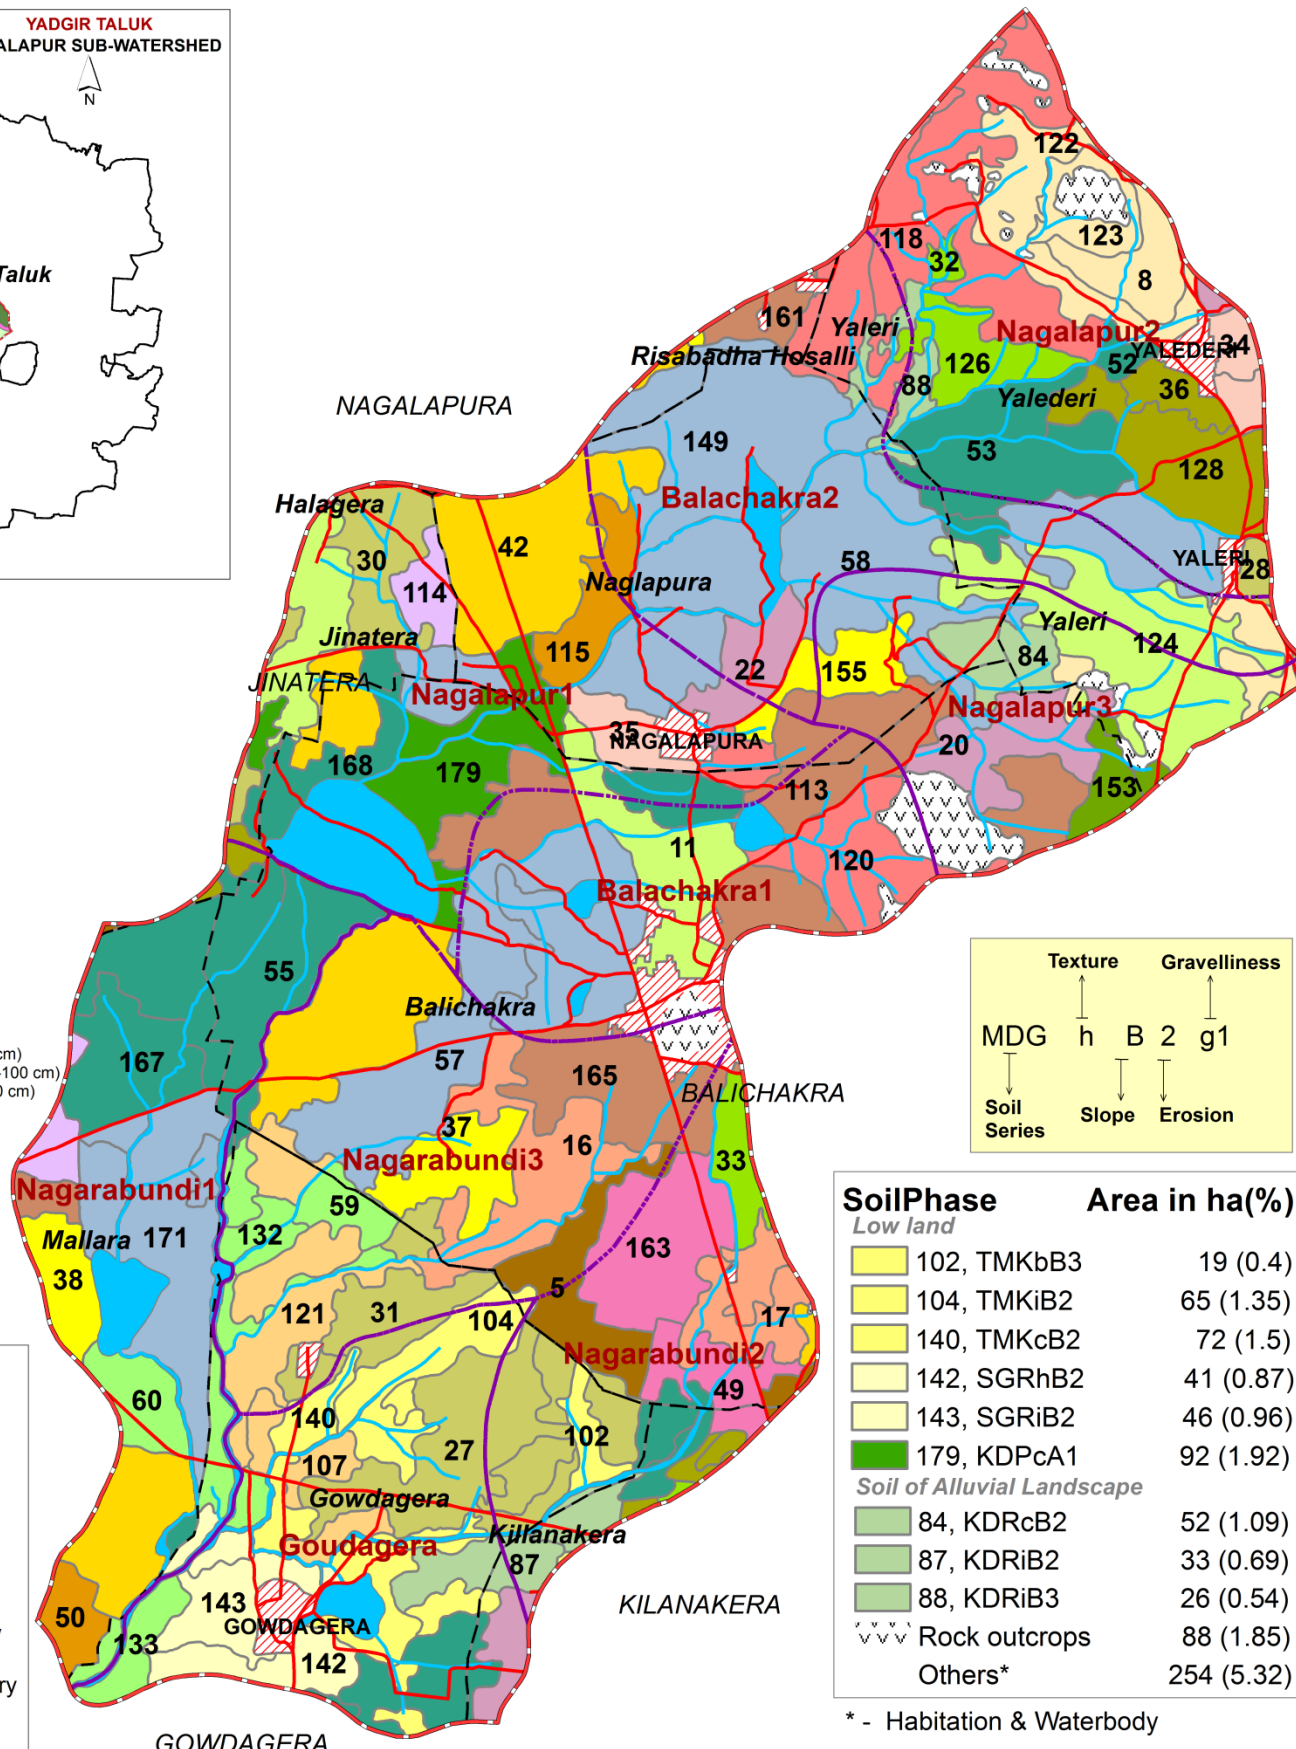 YADGIR TALUK
ALAPUR SUB-WATERSHED
N
Taluk
122
123
118
32
8
161
Yaleri
Nagalapur2
YALEDERI
34
Risabadha Hosalli
126
52
88
36
NAGALAPURA
Yalederi
149
53
128
Balachakra2
Halagera
42
30
58
YALERI
28
114
Naglapura
Jinatera
Yaleri
115
124
22
155
84
JINATERA
Nagalapur1
Nagalapur3
35
NAGALAPURA
20
168
179
113
153
11
120
Balachakra1
55
Balichakra
Texture
Gravelliness
MDG h B 2 g1
Soil
Series
Slope
Erosion
cm)
-100 cm)
0 cm)
167
57
165
BALICHAKRA
37
16
33
Nagarabundi3
Nagarabundi1
59
Mallara
171
132
163
38
5
121
31
104
17
Nagarabundi2
49
60
140
102
107
27
Gowdagera
Killanakera
Goudagera
87
143
KILANAKERA
50
GOWDAGERA
133
142
ry
GOWDAGERA
SoilPhase Area in ha(%)
Low land
102, TMKbB3 19 (0.4)
104, TMKiB2 65 (1.35)
140, TMKcB2 72 (1.5)
142, SGRhB2 41 (0.87)
143, SGRiB2 46 (0.96)
179, KDPcA1 92 (1.92)
Soil of Alluvial Landscape
84, KDRcB2 52 (1.09)
87, KDRiB2 33 (0.69)
88, KDRiB3 26 (0.54)
Rock outcrops 88 (1.85)
Others* 254 (5.32)
* - Habitation & Waterbody